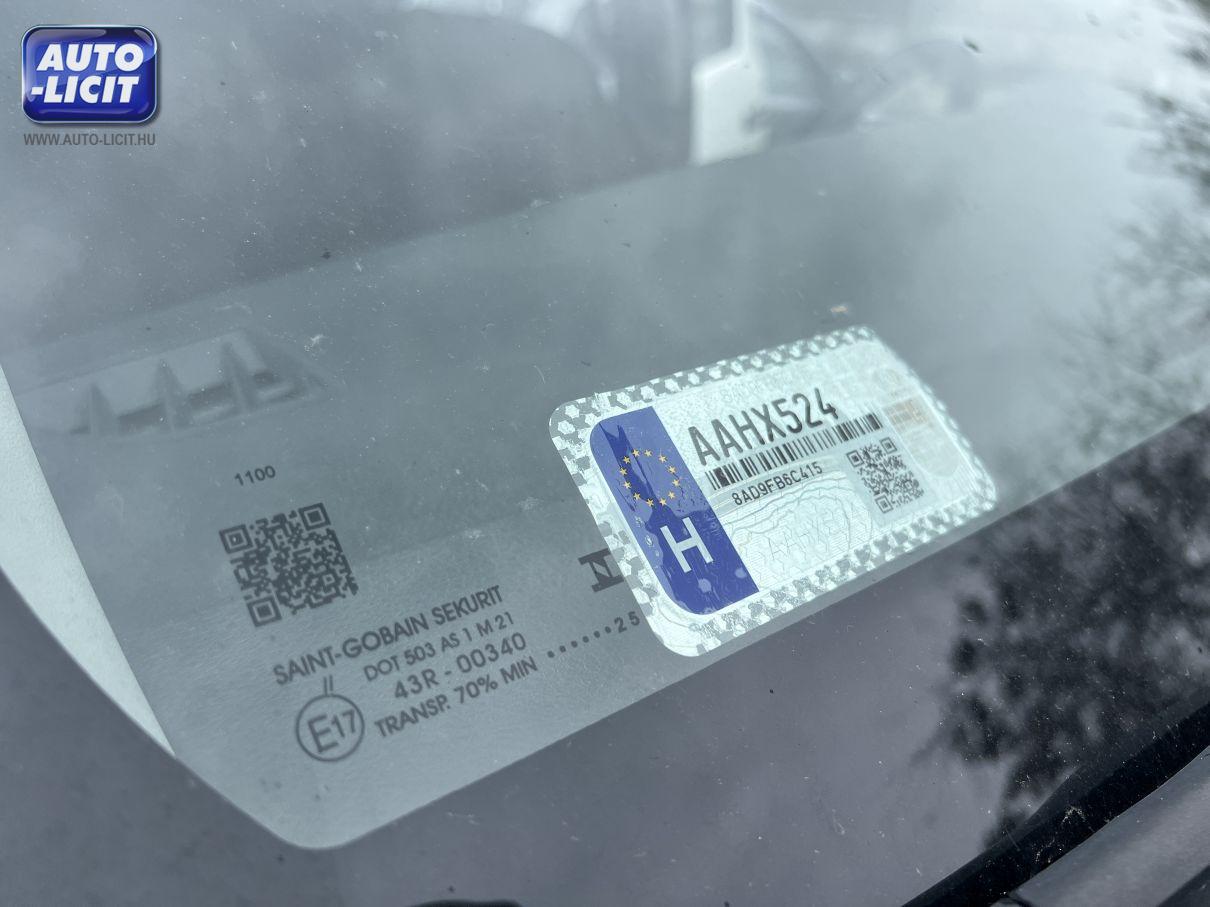 AUTO
-LICIT
WWW.AUTO-LICIT.HU
AAHX524
8AD9FB6C415
H
1100
N
SAINT-GOBAIN SEKURIT
DOT 503 AS 1 M 21
43R - 00340
E17
TRANSP. 70% MIN
......25